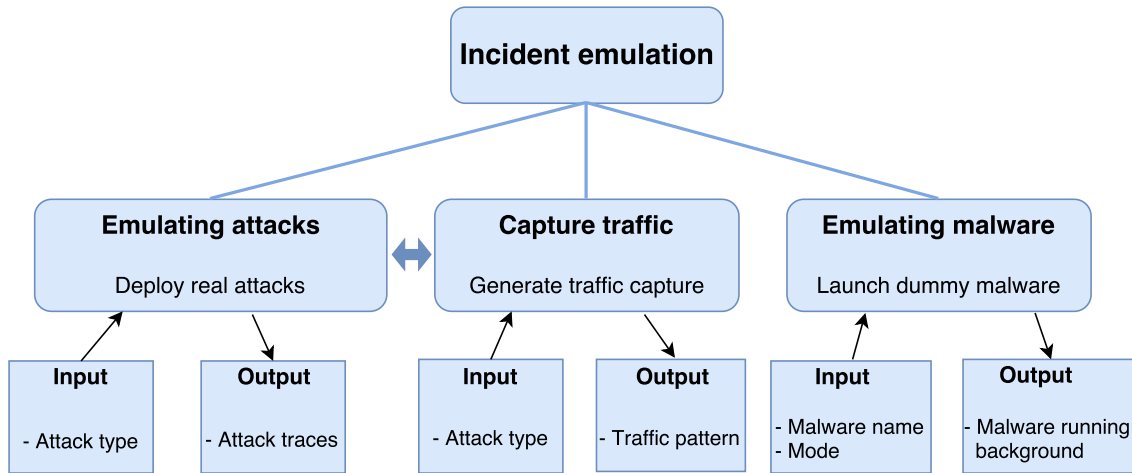 Incident emulation
Emulating attacks
Deploy real attacks
Capture traffic
Generate traffic capture
Emulating malware
Launch dummy malware
Input
- Attack type
Output
- Attack traces
Input
- Attack type
Output
- Traffic pattern
Input
- Malware name
- Mode
Output
- Malware running
background